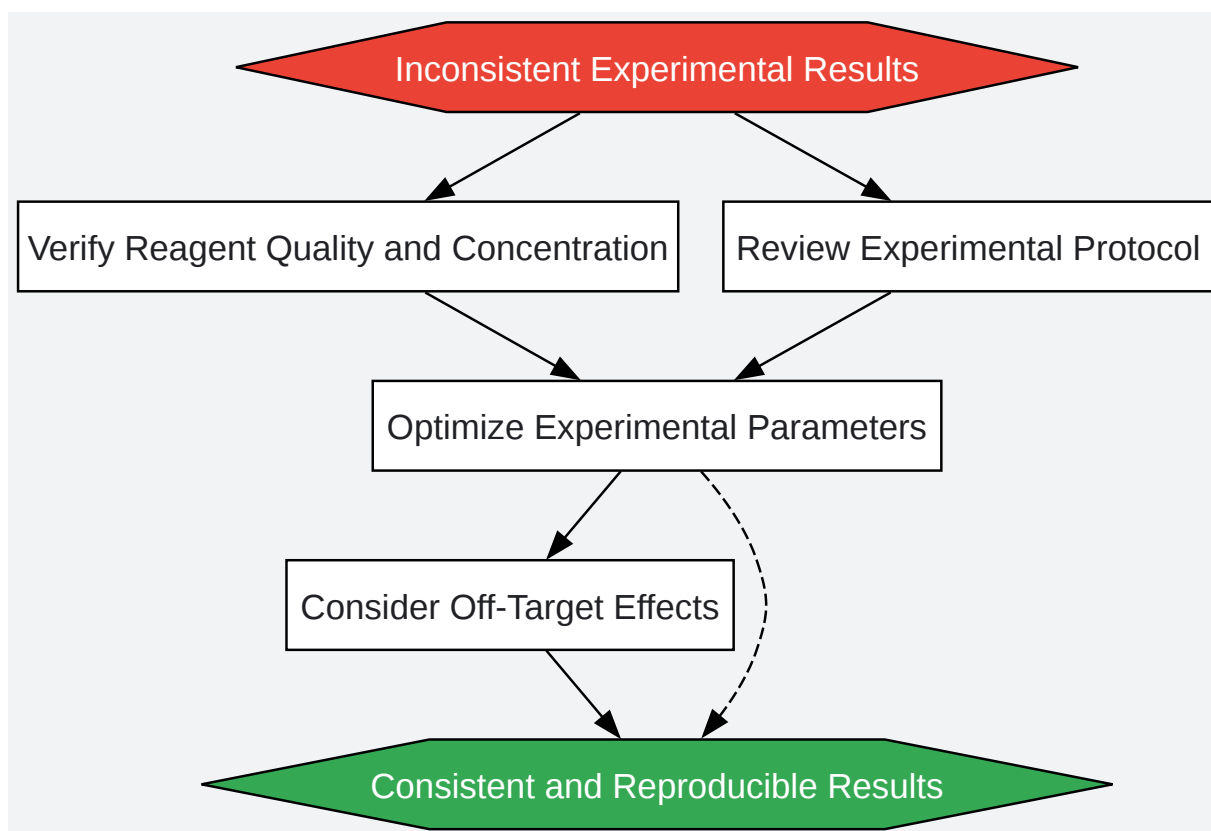 Inconsistent Experimental Results
Verify Reagent Quality and Concentration
Review Experimental Protocol
Optimize Experimental Parameters
Consider Off-Target Effects
Consistent and Reproducible Results